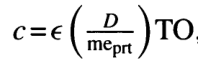 c = ϵ (D / me_prt) TO,